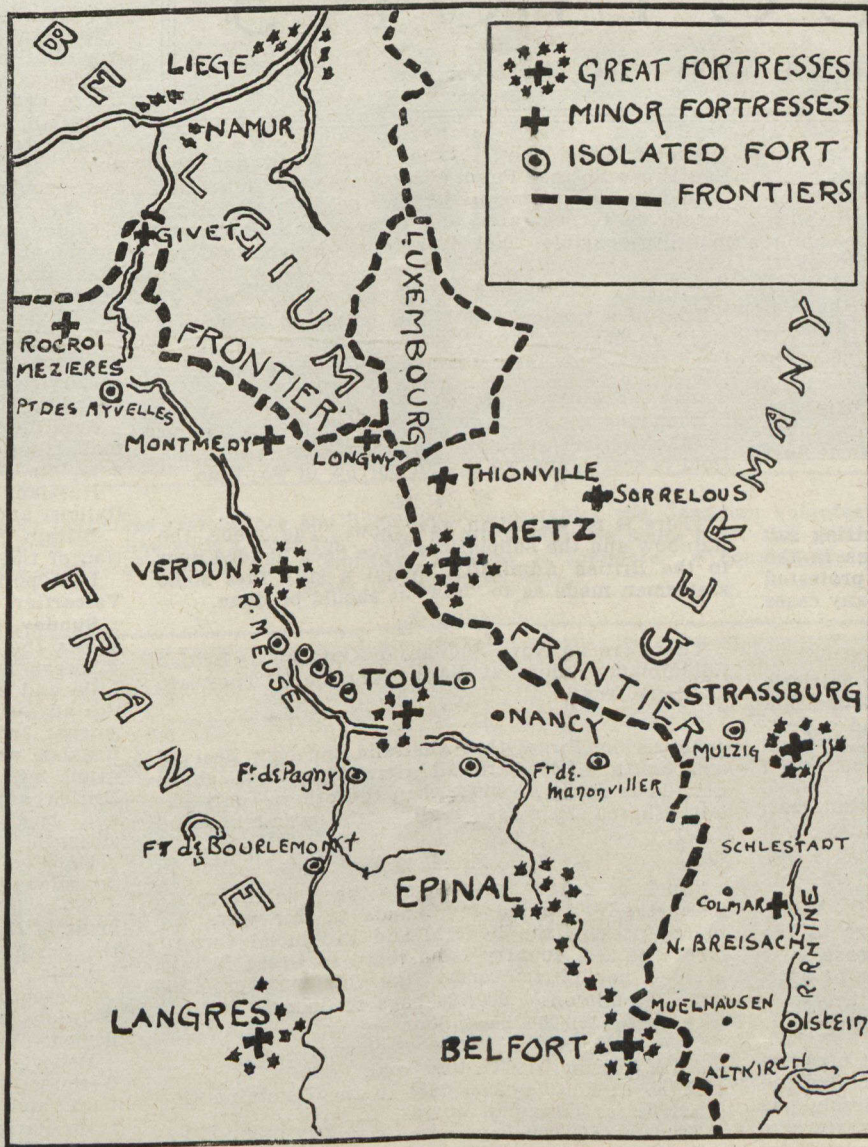 BELGIUM
LIEGE
NAMUR
GREAT FORTRESSES
MINOR FORTRESSES
ISOLATED FORT
FRONTIERS
GIVET
LUXEMBOURG
ROCROI
MEZIERES
PT DES AYVELLES
FRONTIER
MONTMEDY
LONGWY
THIONVILLE
SORRELOUS
GERMANY
METZ
VERDUN
R. MEUSE
FRANCE
TOUL
FRONTIER
NANCY
STRASSBURG
MULZIG
Ft. de Pagny
Ft de Manonviller
SCHLESTADT
Ft de BOURLEMONT
EPINAL
COLMAR
N. BREISACH
R. RHINE
LANGRES
MUELHAUSEN
Istein
BELFORT
ALTKIRCH